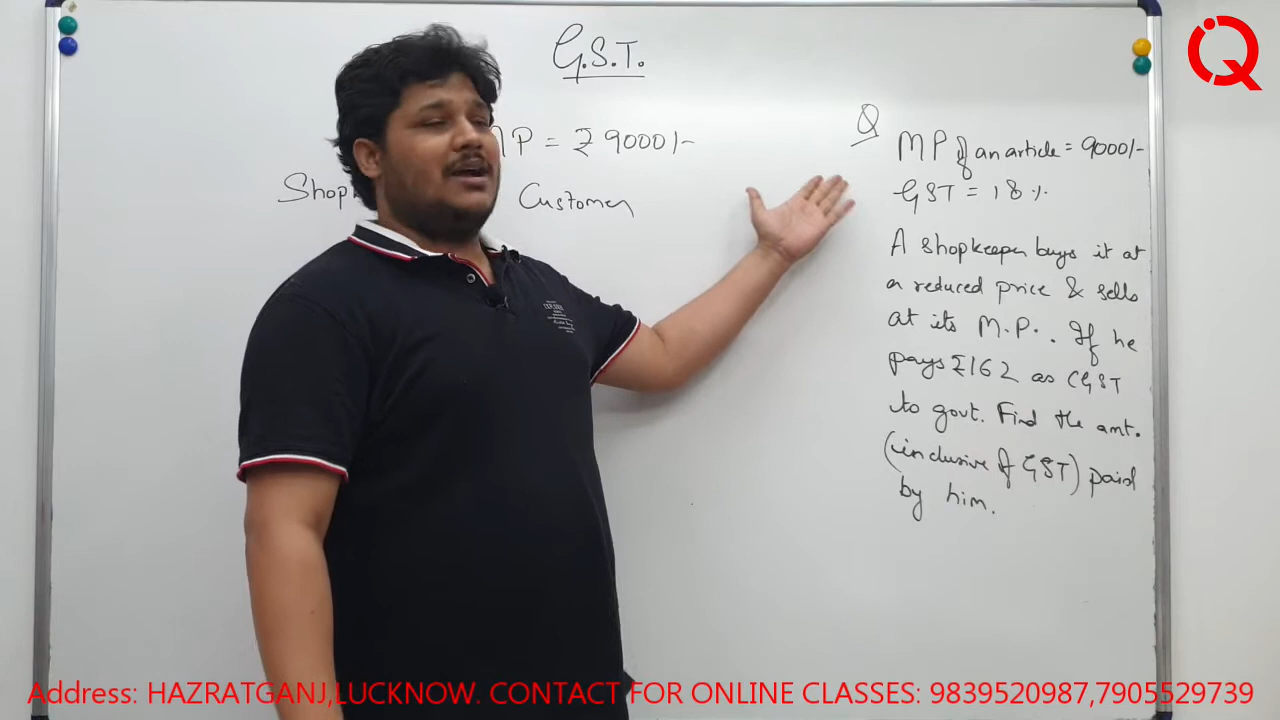 G.S.T.
MP = ₹9000/-
Customer
Q
MP of an article = 9000/-
GST = 18%
A shopkeeper buys it at
a reduced price & sells
at its M.P. . If he
pays ₹162 as CGST
to govt. Find the amt.
(inclusive of GST) paid
by him.
Address: HAZRATGANJ,LUCKNOW. CONTACT FOR ONLINE CLASSES: 9839520987,7905529739